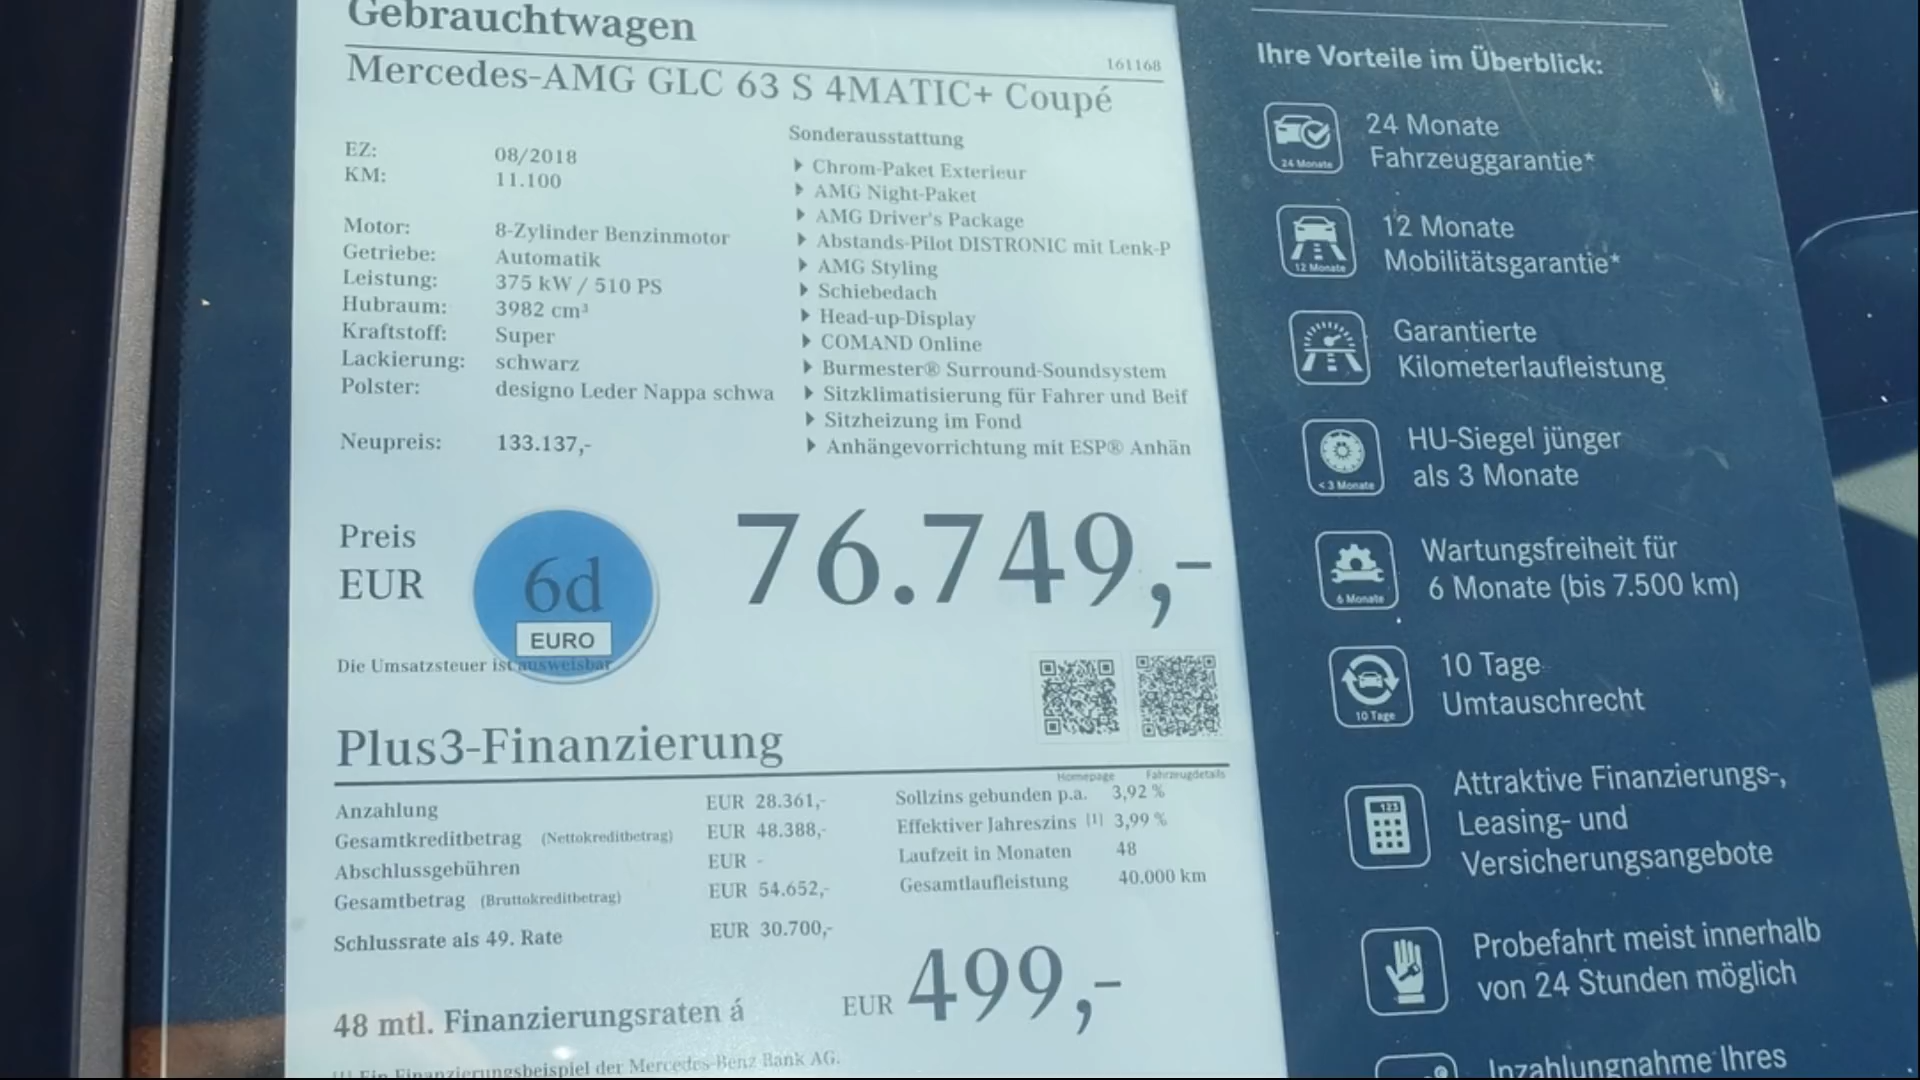 Gebrauchtwagen
161168
Mercedes-AMG GLC 63 S 4MATIC+ Coupé
EZ: 08/2018
KM: 11.100
Motor: 8-Zylinder Benzinmotor
Getriebe: Automatik
Leistung: 375 kW / 510 PS
Hubraum: 3982 cm³
Kraftstoff: Super
Lackierung: schwarz
Polster: designo Leder Nappa schwa
Neupreis: 133.137,-
Sonderausstattung
Chrom-Paket Exterieur
AMG Night-Paket
AMG Driver's Package
Abstands-Pilot DISTRONIC mit Lenk-P
AMG Styling
Schiebedach
Head-up-Display
COMAND Online
Burmester® Surround-Soundsystem
Sitzklimatisierung für Fahrer und Beif
Sitzheizung im Fond
Anhängevorrichtung mit ESP® Anhän
Preis
EUR
6d
EURO
76.749,-
Die Umsatzsteuer ist ausweisbar
Homepage Fahrzeugdetails
Plus3-Finanzierung
Anzahlung EUR 28.361,-
Gesamtkreditbetrag (Nettokreditbetrag) EUR 48.388,-
Abschlussgebühren EUR -
Gesamtbetrag (Bruttokreditbetrag) EUR 54.652,-
Schlussrate als 49. Rate EUR 30.700,-
Sollzins gebunden p.a. 3,92 %
Effektiver Jahreszins [1] 3,99 %
Laufzeit in Monaten 48
Gesamtlaufleistung 40.000 km
48 mtl. Finanzierungsraten á EUR 499,-
[1] Ein Finanzierungsbeispiel der Mercedes-Benz Bank AG.
Ihre Vorteile im Überblick:
24 Monate
24 Monate
Fahrzeuggarantie*
12 Monate
12 Monate
Mobilitätsgarantie*
Garantierte
Kilometerlaufleistung
< 3 Monate
HU-Siegel jünger
als 3 Monate
6 Monate
Wartungsfreiheit für
6 Monate (bis 7.500 km)
10 Tage
10 Tage
Umtauschrecht
123
Attraktive Finanzierungs-,
Leasing- und
Versicherungsangebote
Probefahrt meist innerhalb
von 24 Stunden möglich
Inzahlungnahme Ihres